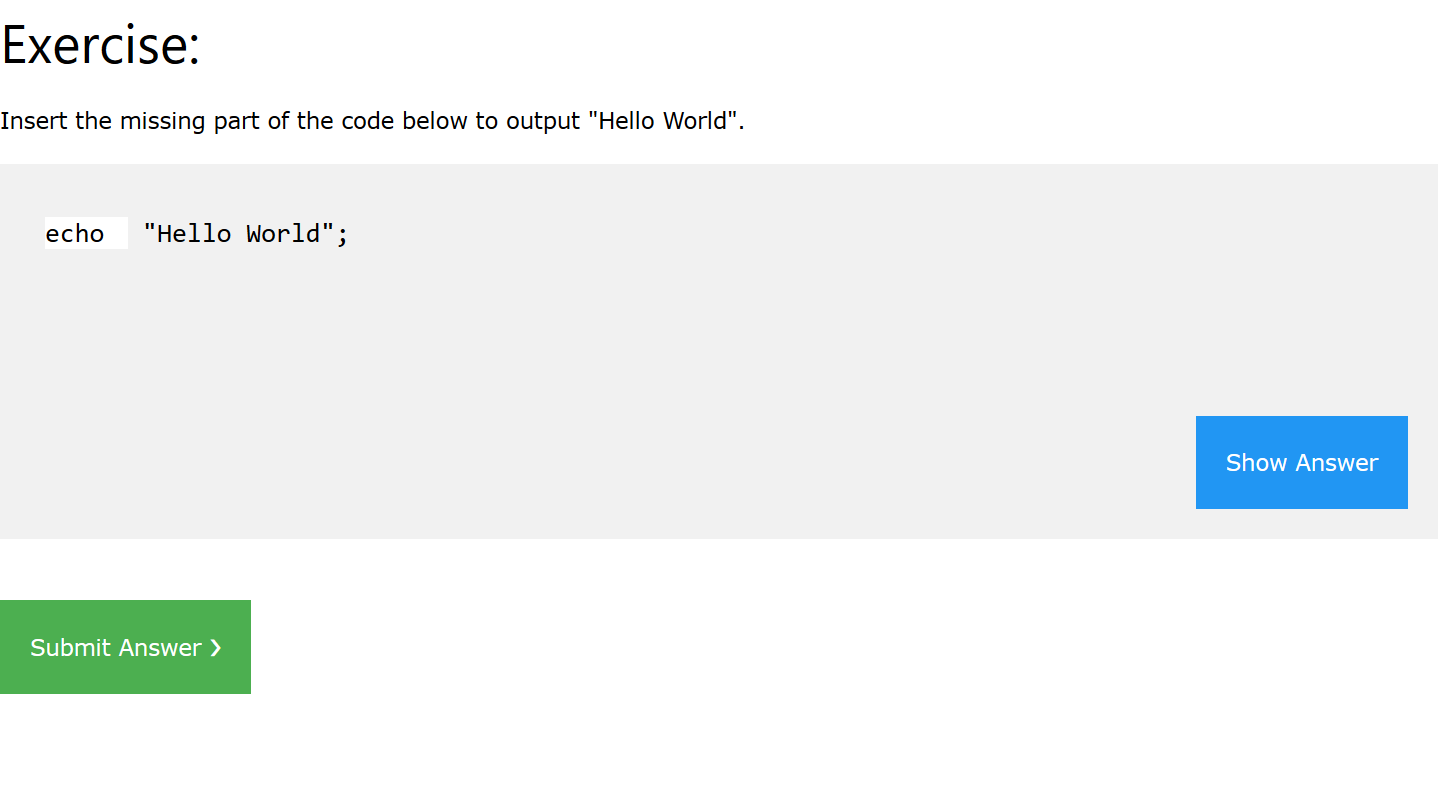 Exercise:
Insert the missing part of the code below to output "Hello World".
echo "Hello World";
Show Answer
Submit Answer ❯